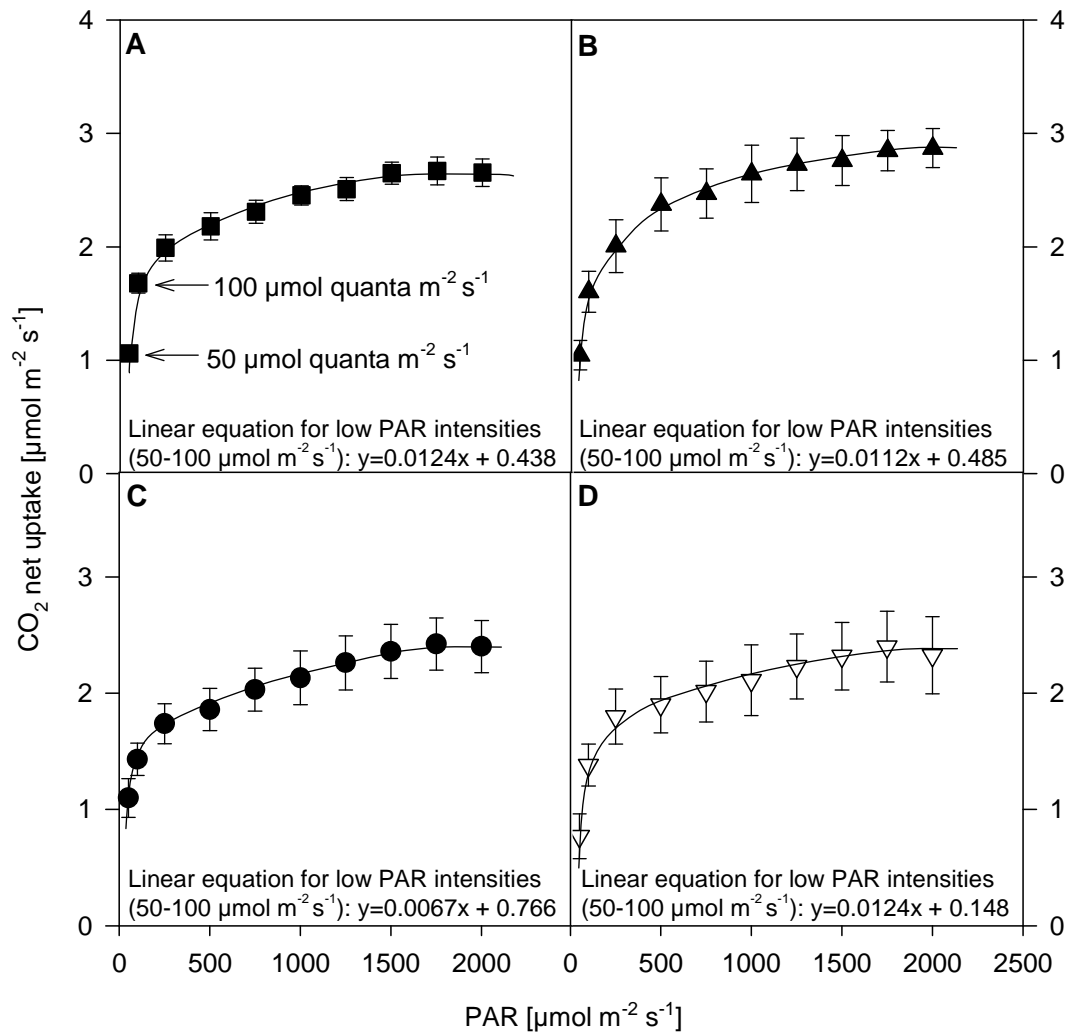 4
4
A
B
3
3
2
2
100 µmol quanta m-2 s-1
1
50 µmol quanta m-2 s-1
1
Linear equation for low PAR intensities
(50-100 µmol m-2 s-1): y=0.0124x + 0.438
Linear equation for low PAR intensities
(50-100 µmol m-2 s-1): y=0.0112x + 0.485
0
0
CO2 net uptake [µmol m-2 s-1]
C
D
3
3
2
2
1
1
Linear equation for low PAR intensities
(50-100 µmol m-2 s-1): y=0.0067x + 0.766
Linear equation for low PAR intensities
(50-100 µmol m-2 s-1): y=0.0124x + 0.148
0
0
0 500 1000 1500 2000 0 500 1000 1500 2000 2500
PAR [µmol m-2 s-1]